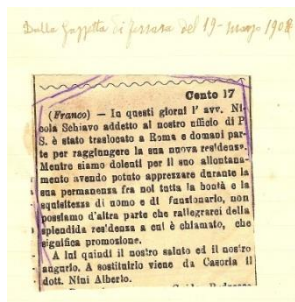 Dalla Gazzetta di Ferrara del 19- marzo 1908
Cento 17
(Franco) — In questi giorni l' avv. Ni-
cola Schiavo addetto al nostro ufficio di P.
S. è stato traslocato a Roma e domani par-
te per raggiungere la sua nuova residenza.
Mentre siamo dolenti per il suo allontana-
mento avendo potuto apprezzare durante la
sua permanenza fra noi tutta la bontà e la
squisitezza di uomo e di funzionario, non
possiamo d'altra parte che rallegrarci della
splendida residenza a cui è chiamato, che
significa promozione.
A lui quindi il nostro saluto ed il nostro
augurio. A sostituirlo viene da Casoria il
dott. Nini Alberto.